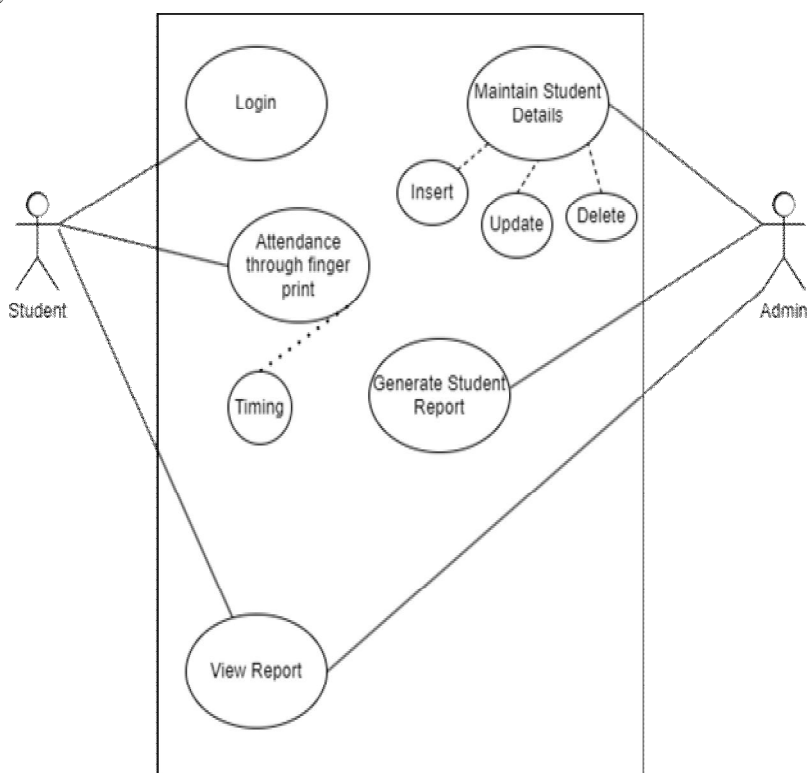 Login
Maintain Student
Details
Insert
Update
Delete
Attendance
through finger
print
Student
Admin
Timing
Generate Student
Report
View Report